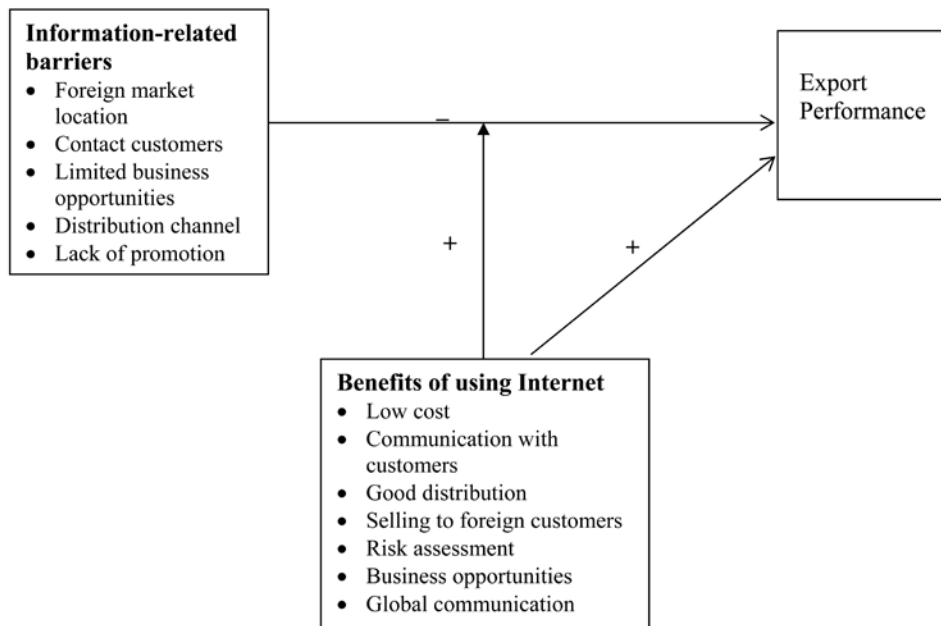 Information-related
barriers
• Foreign market
location
• Contact customers
• Limited business
opportunities
• Distribution channel
• Lack of promotion
Export
Performance
–
+
+
Benefits of using Internet
• Low cost
• Communication with
customers
• Good distribution
• Selling to foreign customers
• Risk assessment
• Business opportunities
• Global communication